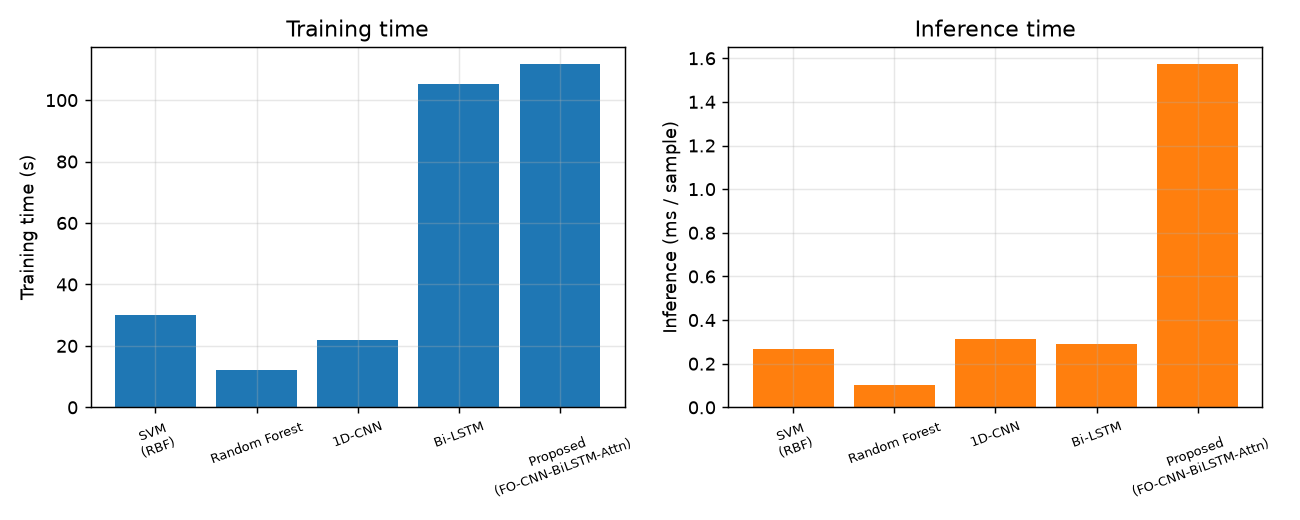 Training time
Training time (s)
100
80
60
40
20
0
SVM
(RBF)
Random Forest
1D-CNN
Bi-LSTM
Proposed
(FO-CNN-BiLSTM-Attn)
Inference time
Inference (ms / sample)
1.6
1.4
1.2
1.0
0.8
0.6
0.4
0.2
0.0
SVM
(RBF)
Random Forest
1D-CNN
Bi-LSTM
Proposed
(FO-CNN-BiLSTM-Attn)